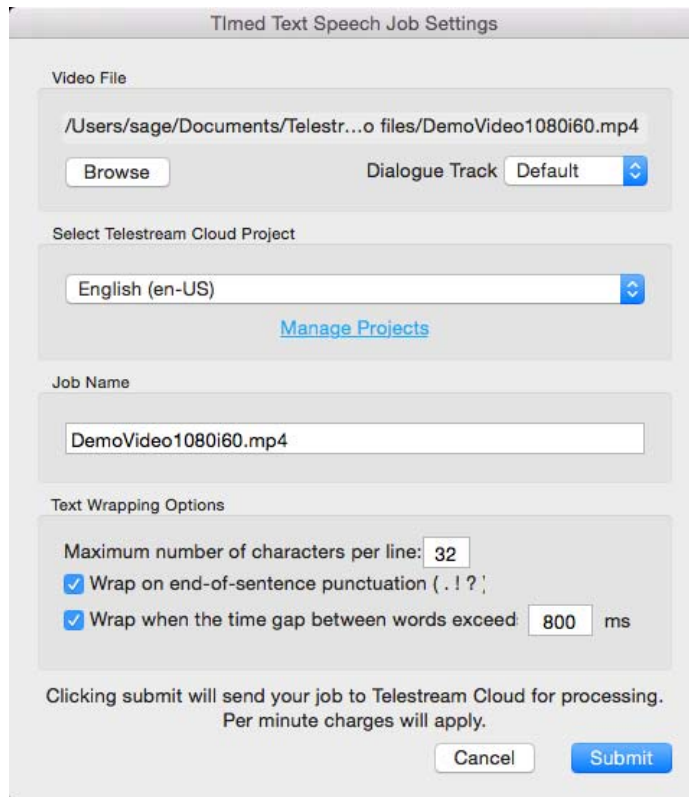 TImed Text Speech Job Settings
Video File
/Users/sage/Documents/Telestr...o files/DemoVideo1080i60.mp4
Browse Dialogue Track Default
Select Telestream Cloud Project
English (en-US)
Manage Projects
Job Name
DemoVideo1080i60.mp4
Text Wrapping Options
Maximum number of characters per line: 32
Wrap on end-of-sentence punctuation ( . ! ? )
Wrap when the time gap between words exceed: 800 ms
Clicking submit will send your job to Telestream Cloud for processing.
Per minute charges will apply.
Cancel Submit